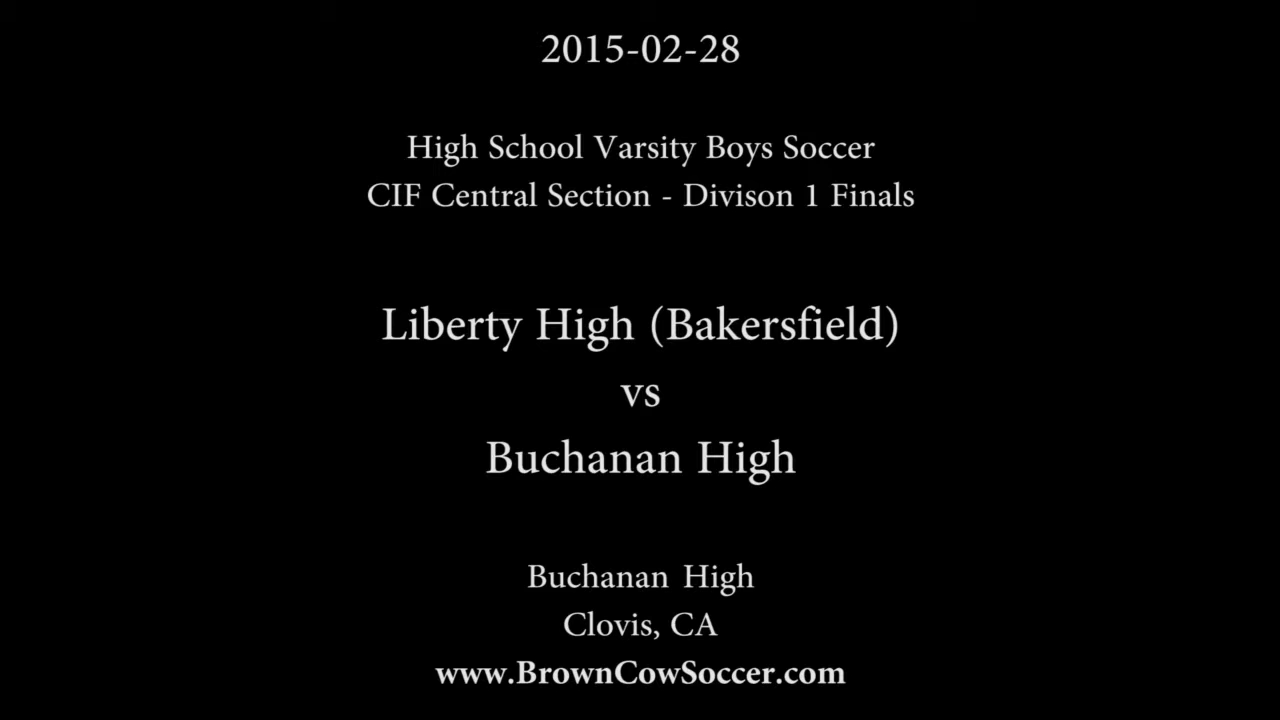 2015-02-28
High School Varsity Boys Soccer
CIF Central Section - Divison 1 Finals
Liberty High (Bakersfield)
vs
Buchanan High
Buchanan High
Clovis, CA
www.BrownCowSoccer.com